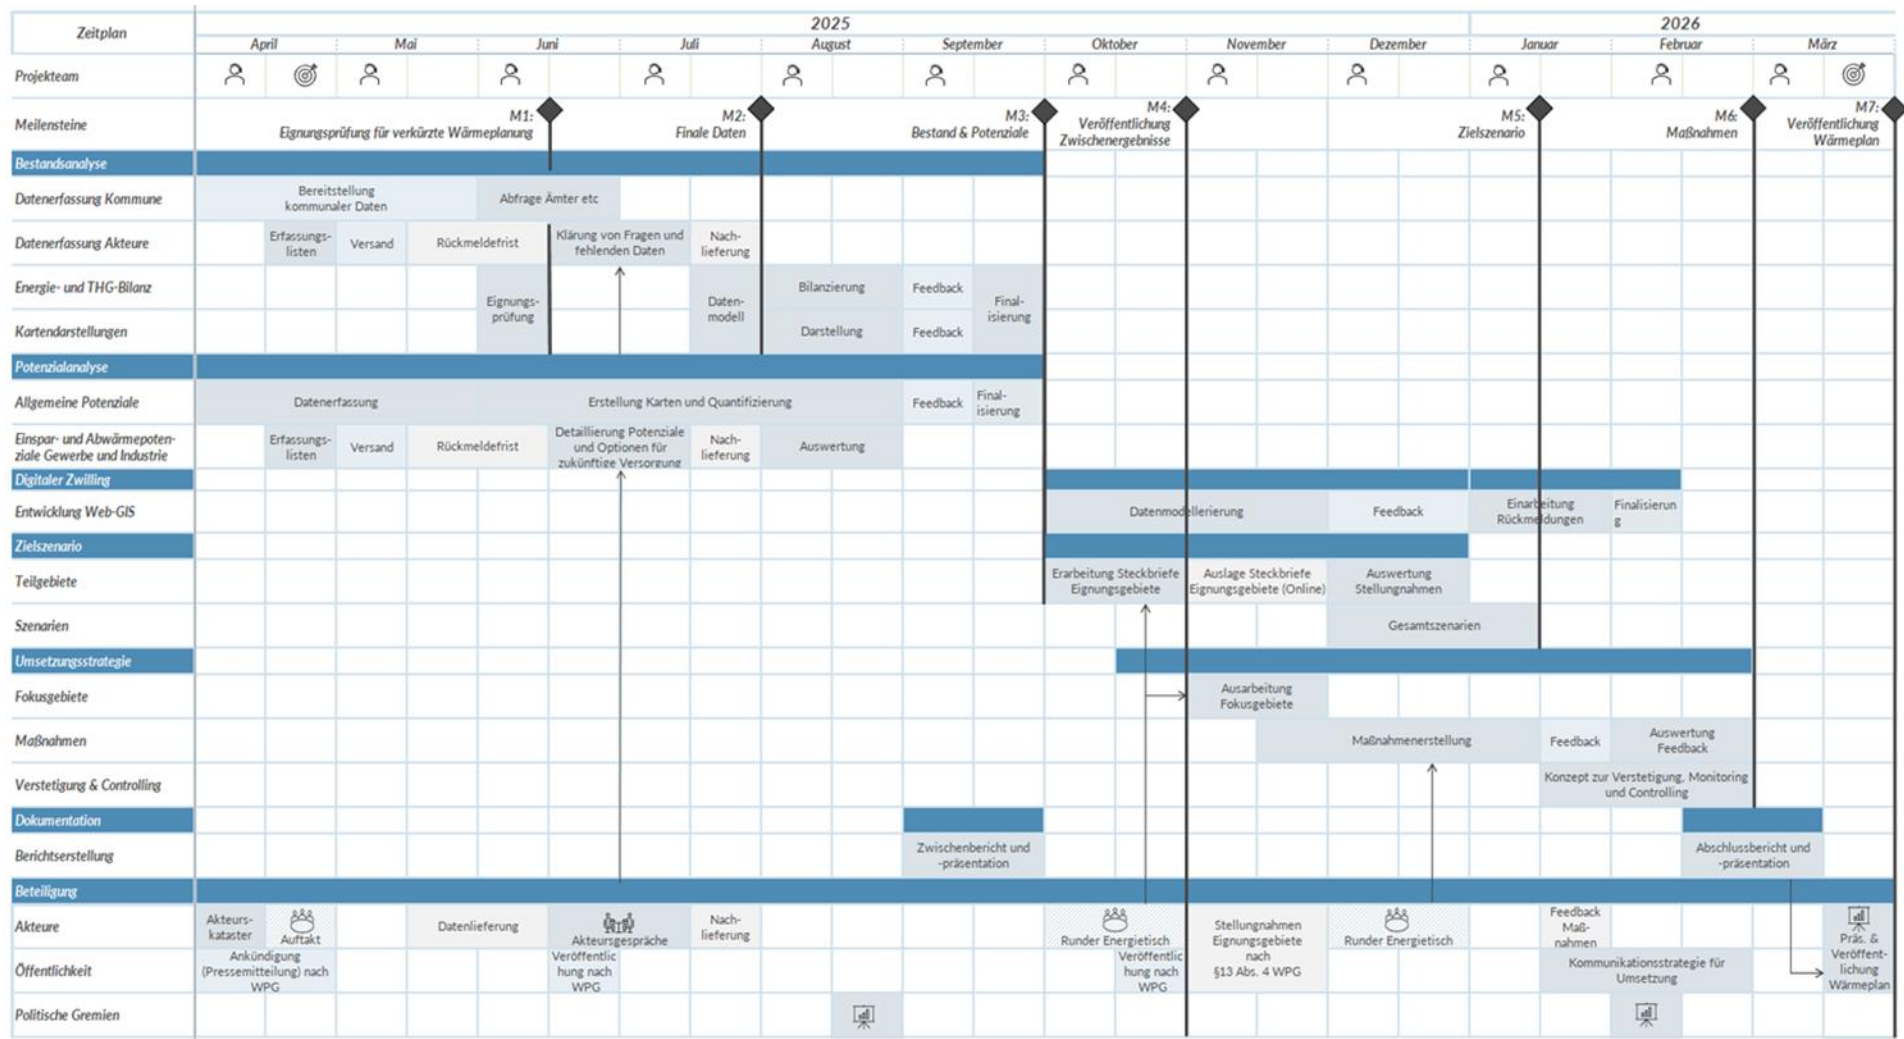 Zeitplan
2025
2026
April
Mai
Juni
Juli
August
September
Oktober
November
Dezember
Januar
Februar
März
Projekteam
Meilensteine
M1:
Eignungsprüfung für verkürzte Wärmeplanung
M2:
Finale Daten
M3:
Bestand & Potenziale
M4:
Veröffentlichung
Zwischenergebnisse
M5:
Zielszenario
M6:
Maßnahmen
M7:
Veröffentlichung
Wärmeplan
Bestandsanalyse
Datenerfassung Kommune
Bereitstellung
kommunaler Daten
Abfrage Ämter etc
Datenerfassung Akteure
Erfassungs-
listen
Versand
Rückmeldefrist
Klärung von Fragen und
fehlenden Daten
Nach-
lieferung
Energie- und THG-Bilanz
Eignungs-
prüfung
Daten-
modell
Bilanzierung
Feedback
Final-
isierung
Kartendarstellungen
Darstellung
Feedback
Potenzialanalyse
Allgemeine Potenziale
Datenerfassung
Erstellung Karten und Quantifizierung
Feedback
Final-
isierung
Einspar- und Abwärmepoten-
ziale Gewerbe und Industrie
Erfassungs-
listen
Versand
Rückmeldefrist
Detaillierung Potenziale
und Optionen für
zukünftige Versorgung
Nach-
lieferung
Auswertung
Digitaler Zwilling
Entwicklung Web-GIS
Datenmodellerierung
Feedback
Einarbeitung
Rückmeldungen
Finalisierun
g
Zielszenario
Teilgebiete
Erarbeitung Steckbriefe
Eignungsgebiete
Auslage Steckbriefe
Eignungsgebiete (Online)
Auswertung
Stellungnahmen
Szenarien
Gesamtszenarien
Umsetzungsstrategie
Fokusgebiete
Ausarbeitung
Fokusgebiete
Maßnahmen
Maßnahmenerstellung
Feedback
Auswertung
Feedback
Verstetigung & Controlling
Konzept zur Verstetigung, Monitoring
und Controlling
Dokumentation
Berichtserstellung
Zwischenbericht und
-präsentation
Abschlussbericht und
-präsentation
Beteiligung
Akteure
Akteurs-
kataster
Auftakt
Datenlieferung
Akteursgespräche
Nach-
lieferung
Runder Energietisch
Stellungnahmen
Eignungsgebiete
nach
§13 Abs. 4 WPG
Runder Energietisch
Feedback
Maß-
nahmen
Präs. &
Veröffent-
lichung
Wärmeplan
Öffentlichkeit
Ankündigung
(Pressemitteilung) nach
WPG
Veröffentlic
hung nach
WPG
Veröffentlic
hung nach
WPG
Kommunikationsstrategie für
Umsetzung
Politische Gremien